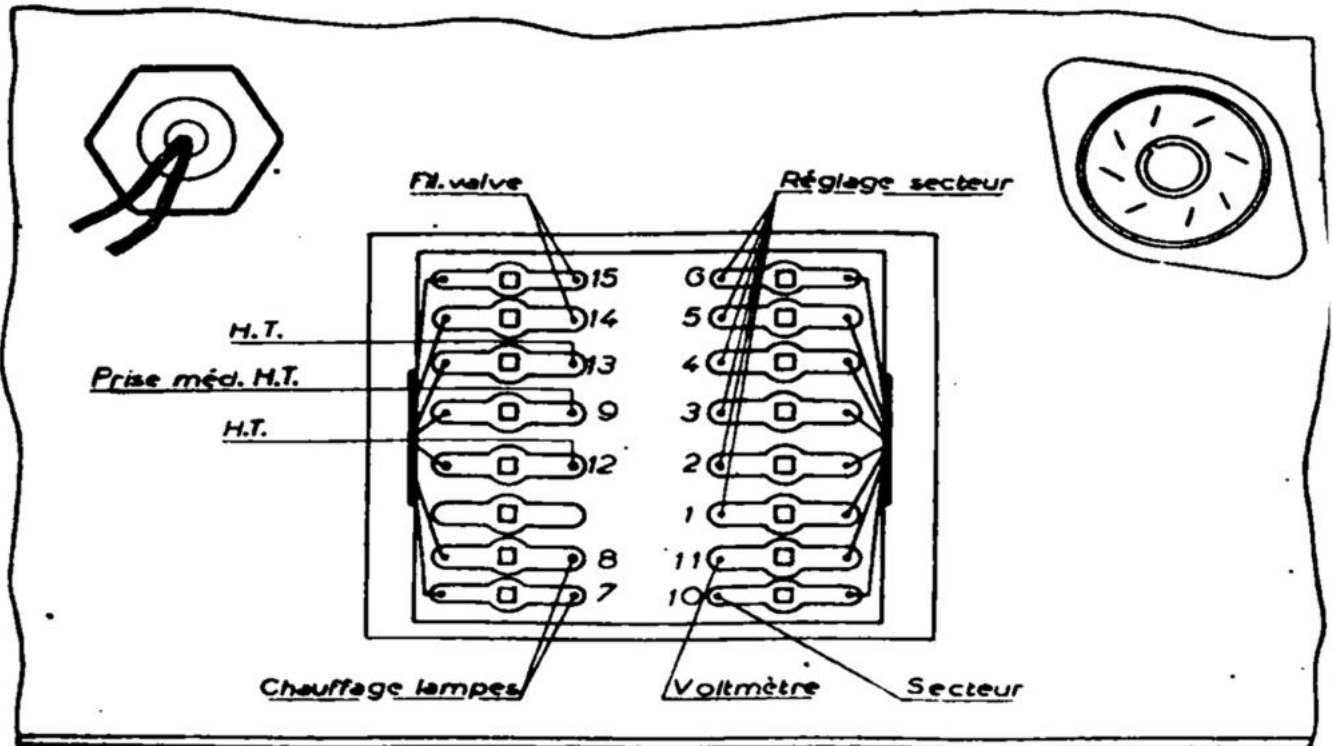 Fil. valve
Réglage secteur
15
6
14
5
H.T.
13
4
Prise méd. H.T.
9
3
H.T.
12
2
1
8
11
7
10
Chauffage lampes
Voltmètre
Secteur